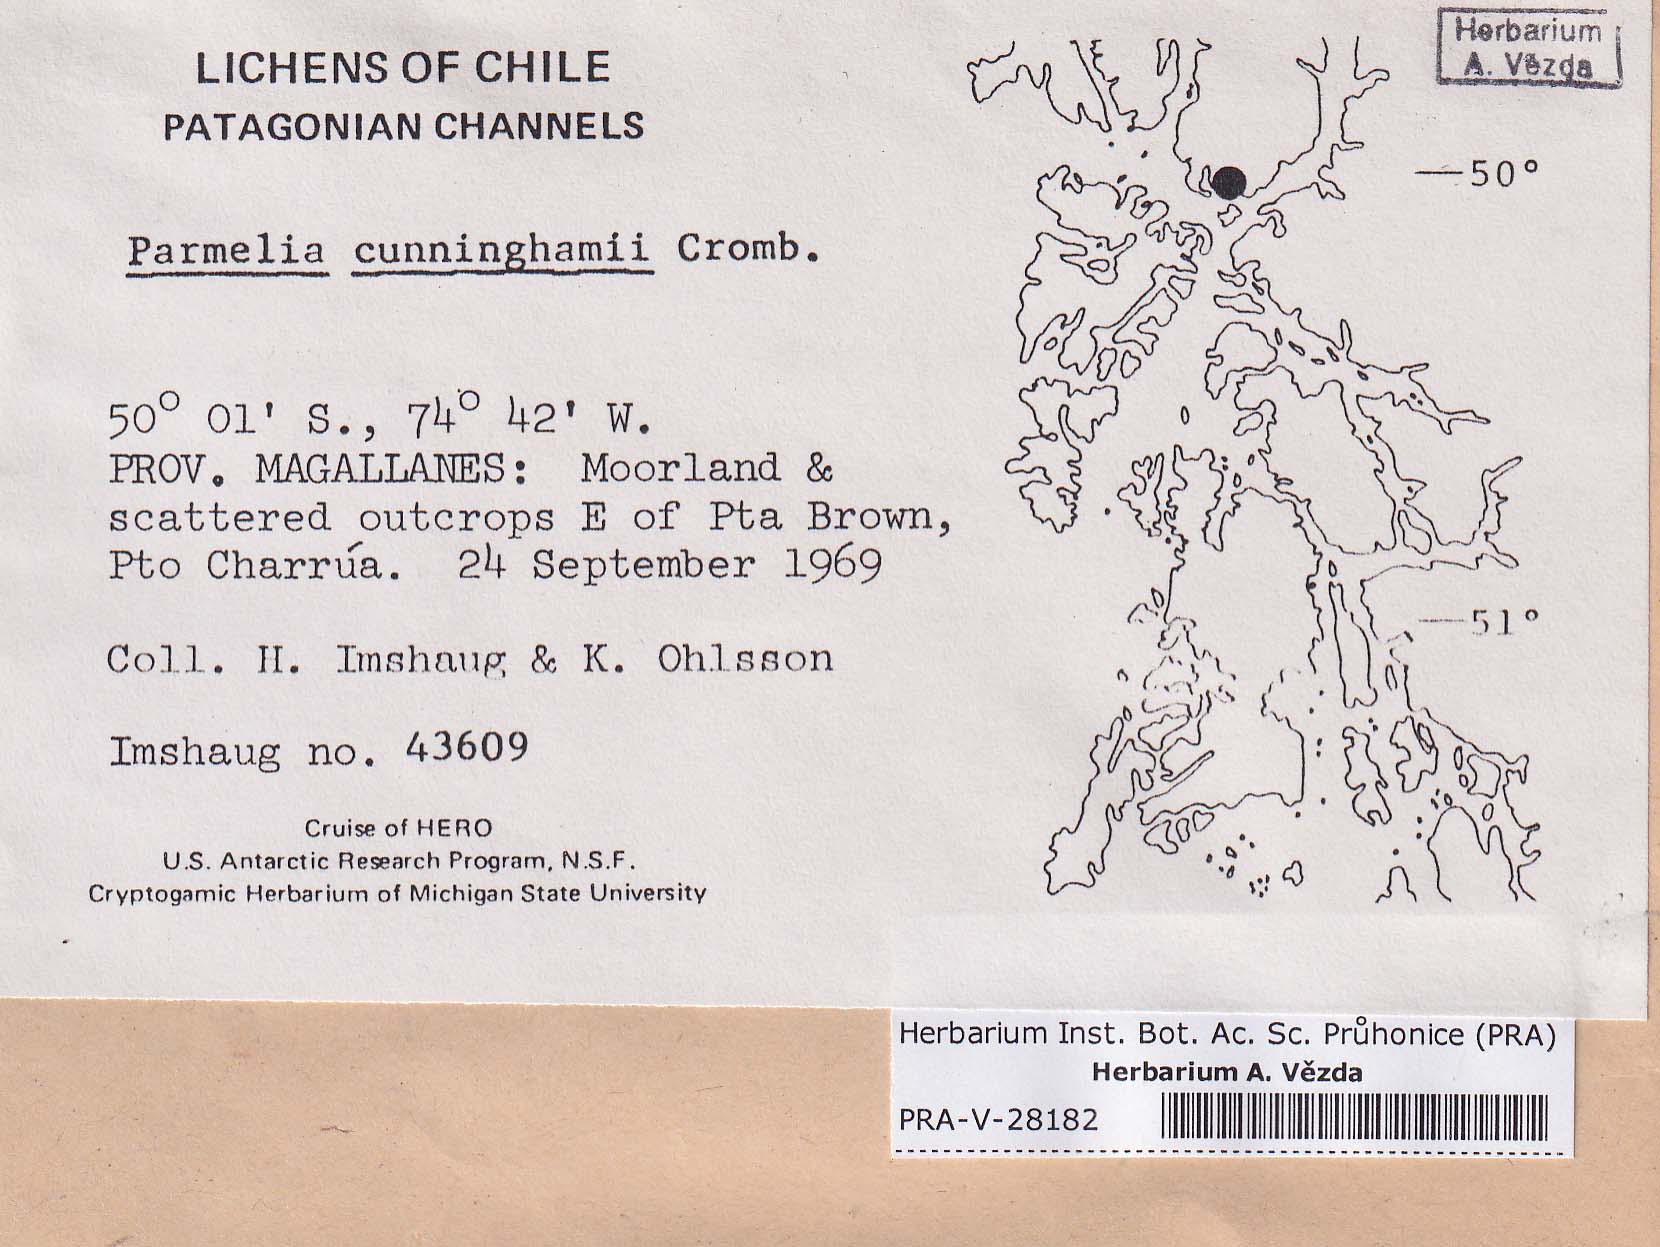 LICHENS OF CHILE
PATAGONIAN CHANNELS
Parmelia cunninghamii Cromb.
50° 01' S., 74° 42' W.
PROV. MAGALLANES: Moorland &
scattered outcrops E of Pta Brown,
Pto Charrúa. 24 September 1969
Coll. H. Imshaug & K. Ohlsson
Imshaug no. 43609
Cruise of HERO
U.S. Antarctic Research Program, N.S.F.
Cryptogamic Herbarium of Michigan State University
Herbarium
A. Vězda
—50°
—51°
Herbarium Inst. Bot. Ac. Sc. Průhonice (PRA)
Herbarium A. Vězda
PRA-V-28182